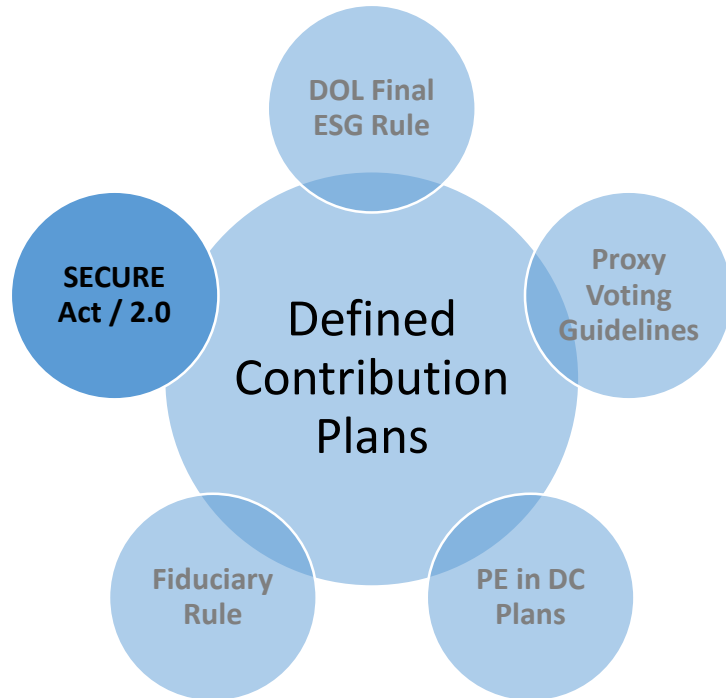 DOL Final
ESG Rule
SECURE
Act / 2.0
Proxy
Voting
Guidelines
Defined
Contribution
Plans
Fiduciary
Rule
PE in DC
Plans